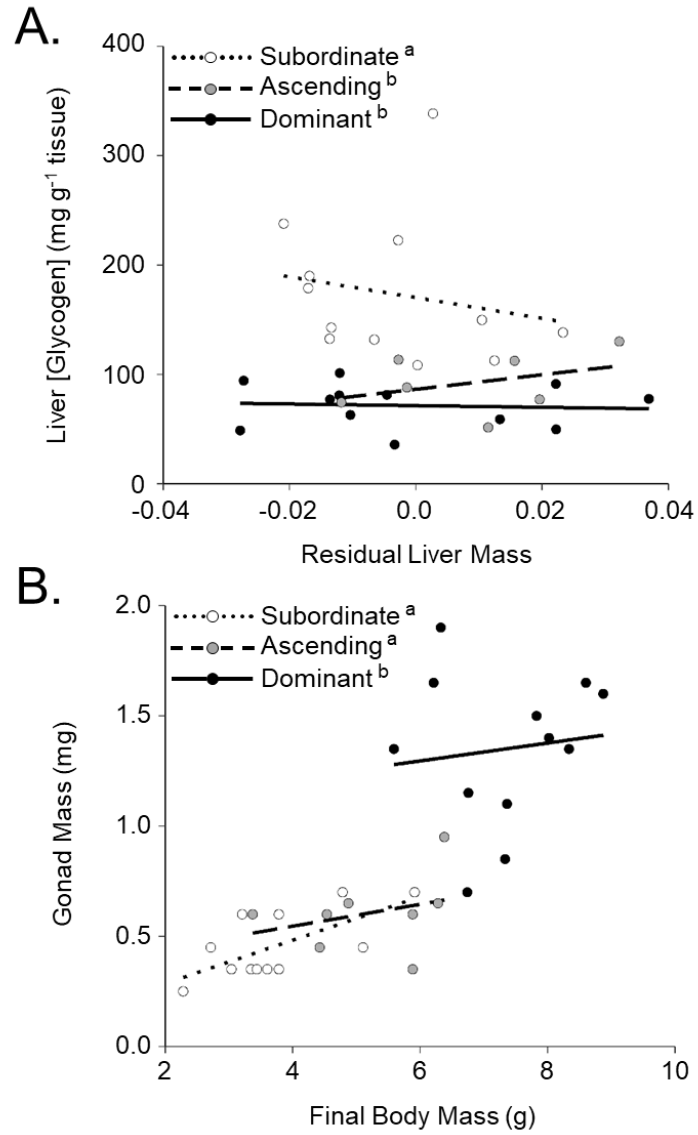 A.
400
300
200
100
0
Liver [Glycogen] (mg g⁻¹ tissue)
Subordinate ᵃ
Ascending ᵇ
Dominant ᵇ
-0.04 -0.02 0.0 0.02 0.04
Residual Liver Mass
B.
2.0
1.5
1.0
0.5
0.0
Gonad Mass (mg)
Subordinate ᵃ
Ascending ᵃ
Dominant ᵇ
2 4 6 8 10
Final Body Mass (g)